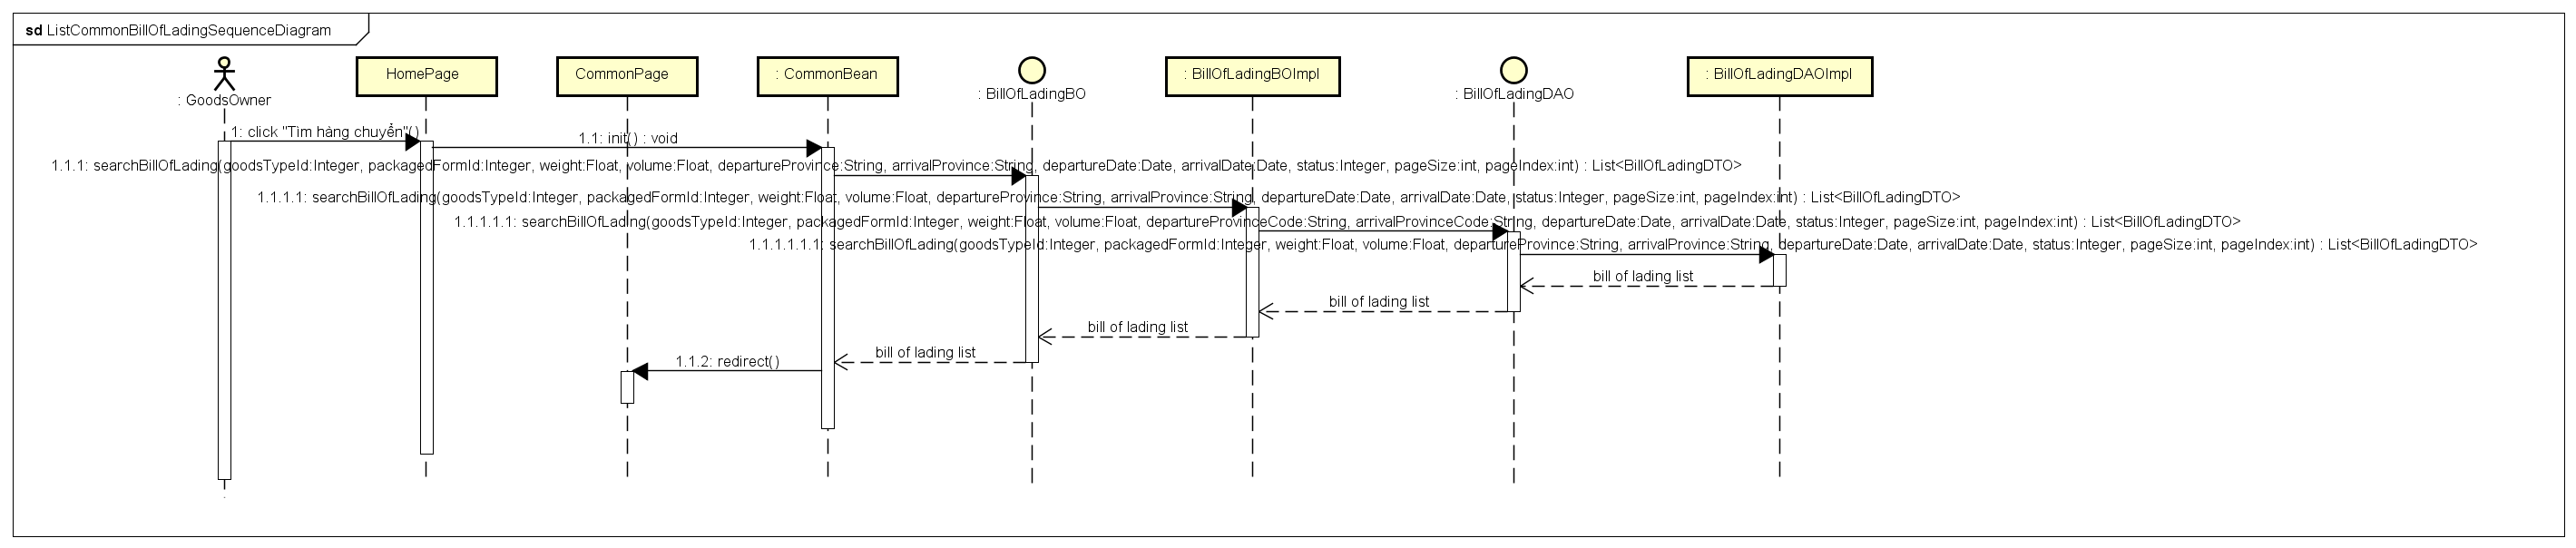 sd ListCommonBillOfLadingSequenceDiagram
HomePage
CommonPage
: CommonBean
: BillOfLadingBOImpl
: BillOfLadingDAOImpl
: GoodsOwner
: BillOfLadingBO
: BillOfLadingDAO
1: click "Tìm hàng chuyển"()
1.1: init() : void
1.1.1: searchBillOfLading(goodsTypeId:Integer, packagedFormId:Integer, weight:Float, volume:Float, departureProvince:String, arrivalProvince:String, departureDate:Date, arrivalDate:Date, status:Integer, pageSize:int, pageIndex:int) : List<BillOfLadingDTO>
1.1.1.1: searchBillOfLading(goodsTypeId:Integer, packagedFormId:Integer, weight:Float, volume:Float, departureProvince:String, arrivalProvince:String, departureDate:Date, arrivalDate:Date, status:Integer, pageSize:int, pageIndex:int) : List<BillOfLadingDTO>
1.1.1.1.1: searchBillOfLading(goodsTypeId:Integer, packagedFormId:Integer, weight:Float, volume:Float, departureProvinceCode:String, arrivalProvinceCode:String, departureDate:Date, arrivalDate:Date, status:Integer, pageSize:int, pageIndex:int) : List<BillOfLadingDTO>
1.1.1.1.1.1: searchBillOfLading(goodsTypeId:Integer, packagedFormId:Integer, weight:Float, volume:Float, departureProvince:String, arrivalProvince:String, departureDate:Date, arrivalDate:Date, status:Integer, pageSize:int, pageIndex:int) : List<BillOfLadingDTO>
bill of lading list
bill of lading list
bill of lading list
bill of lading list
1.1.2: redirect()